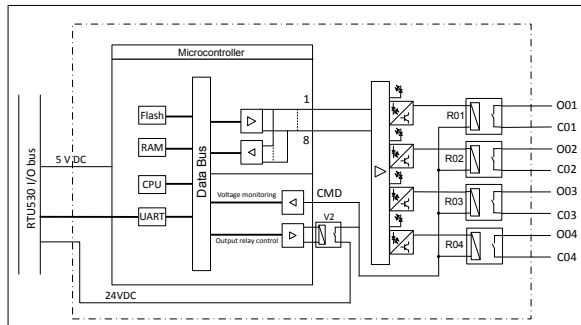 Microcontroller
1
O01
Flash
R01
C01
RAM
8
O02
5 V DC
R02
RTU530 I/O bus
CPU
Data Bus
C02
Voltage monitoring
CMD
O03
UART
R03
C03
V2
Output relay control
O04
R04
C04
24VDC